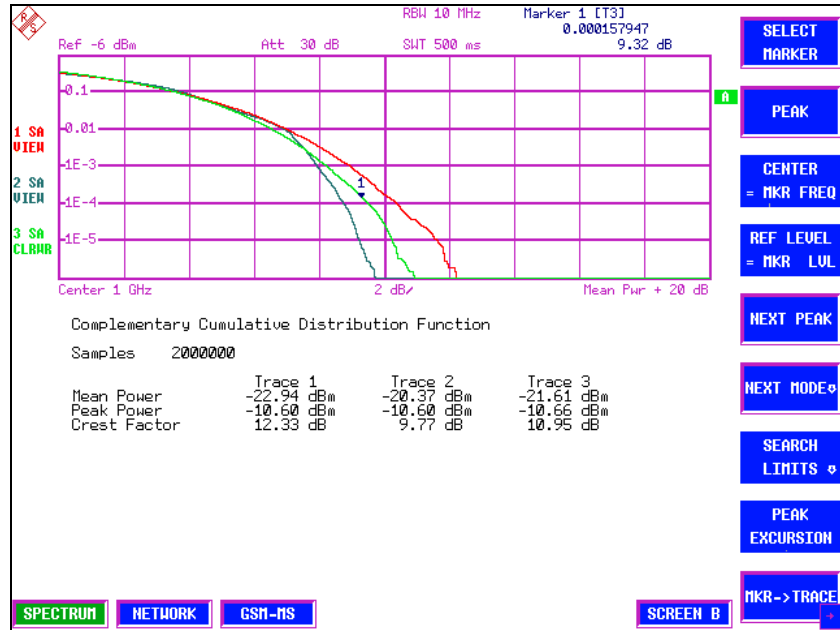 RBW 10 MHz Marker 1 [T3]
0.000157947
Ref -6 dBm Att 30 dB SWT 500 ms 9.32 dB
0.1
A
1 SA
VIEW
0.01
1E-3
2 SA
VIEW
1
1E-4
3 SA
CLRWR
1E-5
Center 1 GHz 2 dB/ Mean Pwr + 20 dB
Complementary Cumulative Distribution Function
Samples 2000000
Trace 1 Trace 2 Trace 3
Mean Power -22.94 dBm -20.37 dBm -21.61 dBm
Peak Power -10.60 dBm -10.60 dBm -10.66 dBm
Crest Factor 12.33 dB 9.77 dB 10.95 dB
SELECT
MARKER
PEAK
CENTER
= MKR FREQ
REF LEVEL
= MKR LVL
NEXT PEAK
NEXT MODE
SEARCH
LIMITS
PEAK
EXCURSION
MKR->TRACE
SPECTRUM NETWORK GSM-MS SCREEN B
R
S